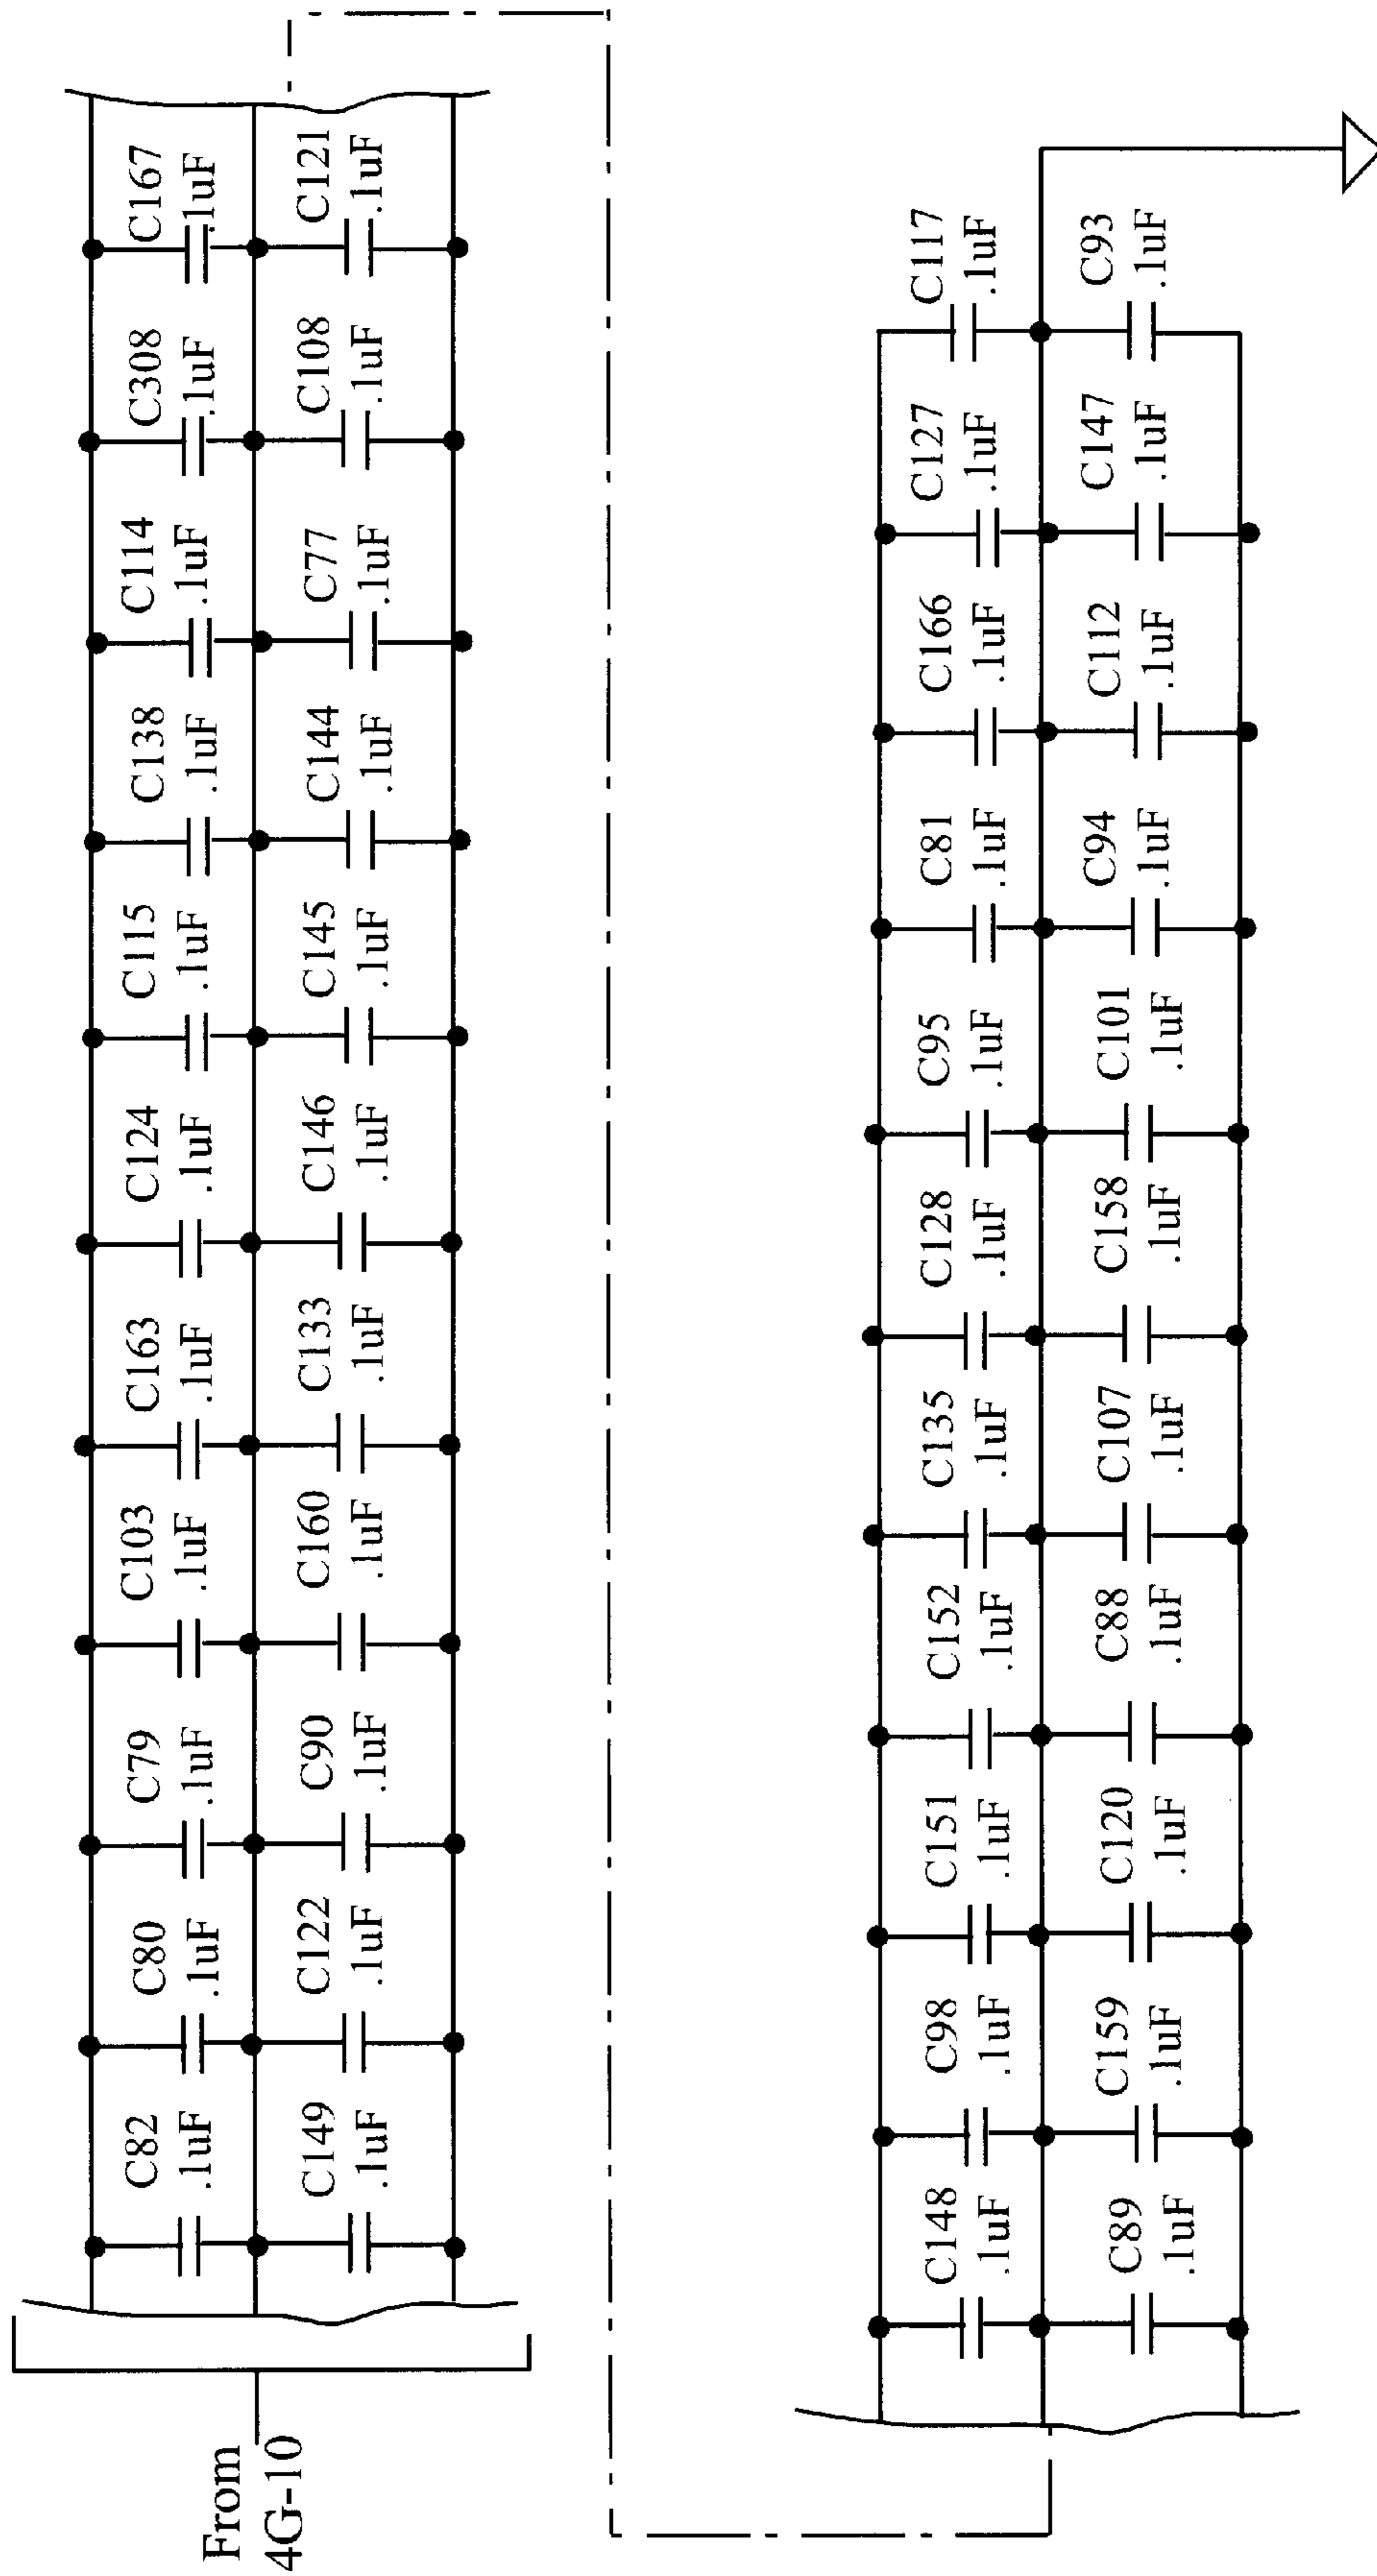 From
4G-10
C82
.1uF
C80
.1uF
C79
.1uF
C103
.1uF
C163
.1uF
C124
.1uF
C115
.1uF
C138
.1uF
C114
.1uF
C308
.1uF
C167
.1uF
C149
.1uF
C122
.1uF
C90
.1uF
C160
.1uF
C133
.1uF
C146
.1uF
C145
.1uF
C144
.1uF
C77
.1uF
C108
.1uF
C121
.1uF
C148
.1uF
C98
.1uF
C151
.1uF
C152
.1uF
C135
.1uF
C128
.1uF
C95
.1uF
C81
.1uF
C166
.1uF
C127
.1uF
C117
.1uF
C89
.1uF
C159
.1uF
C120
.1uF
C88
.1uF
C107
.1uF
C158
.1uF
C101
.1uF
C94
.1uF
C112
.1uF
C147
.1uF
C93
.1uF